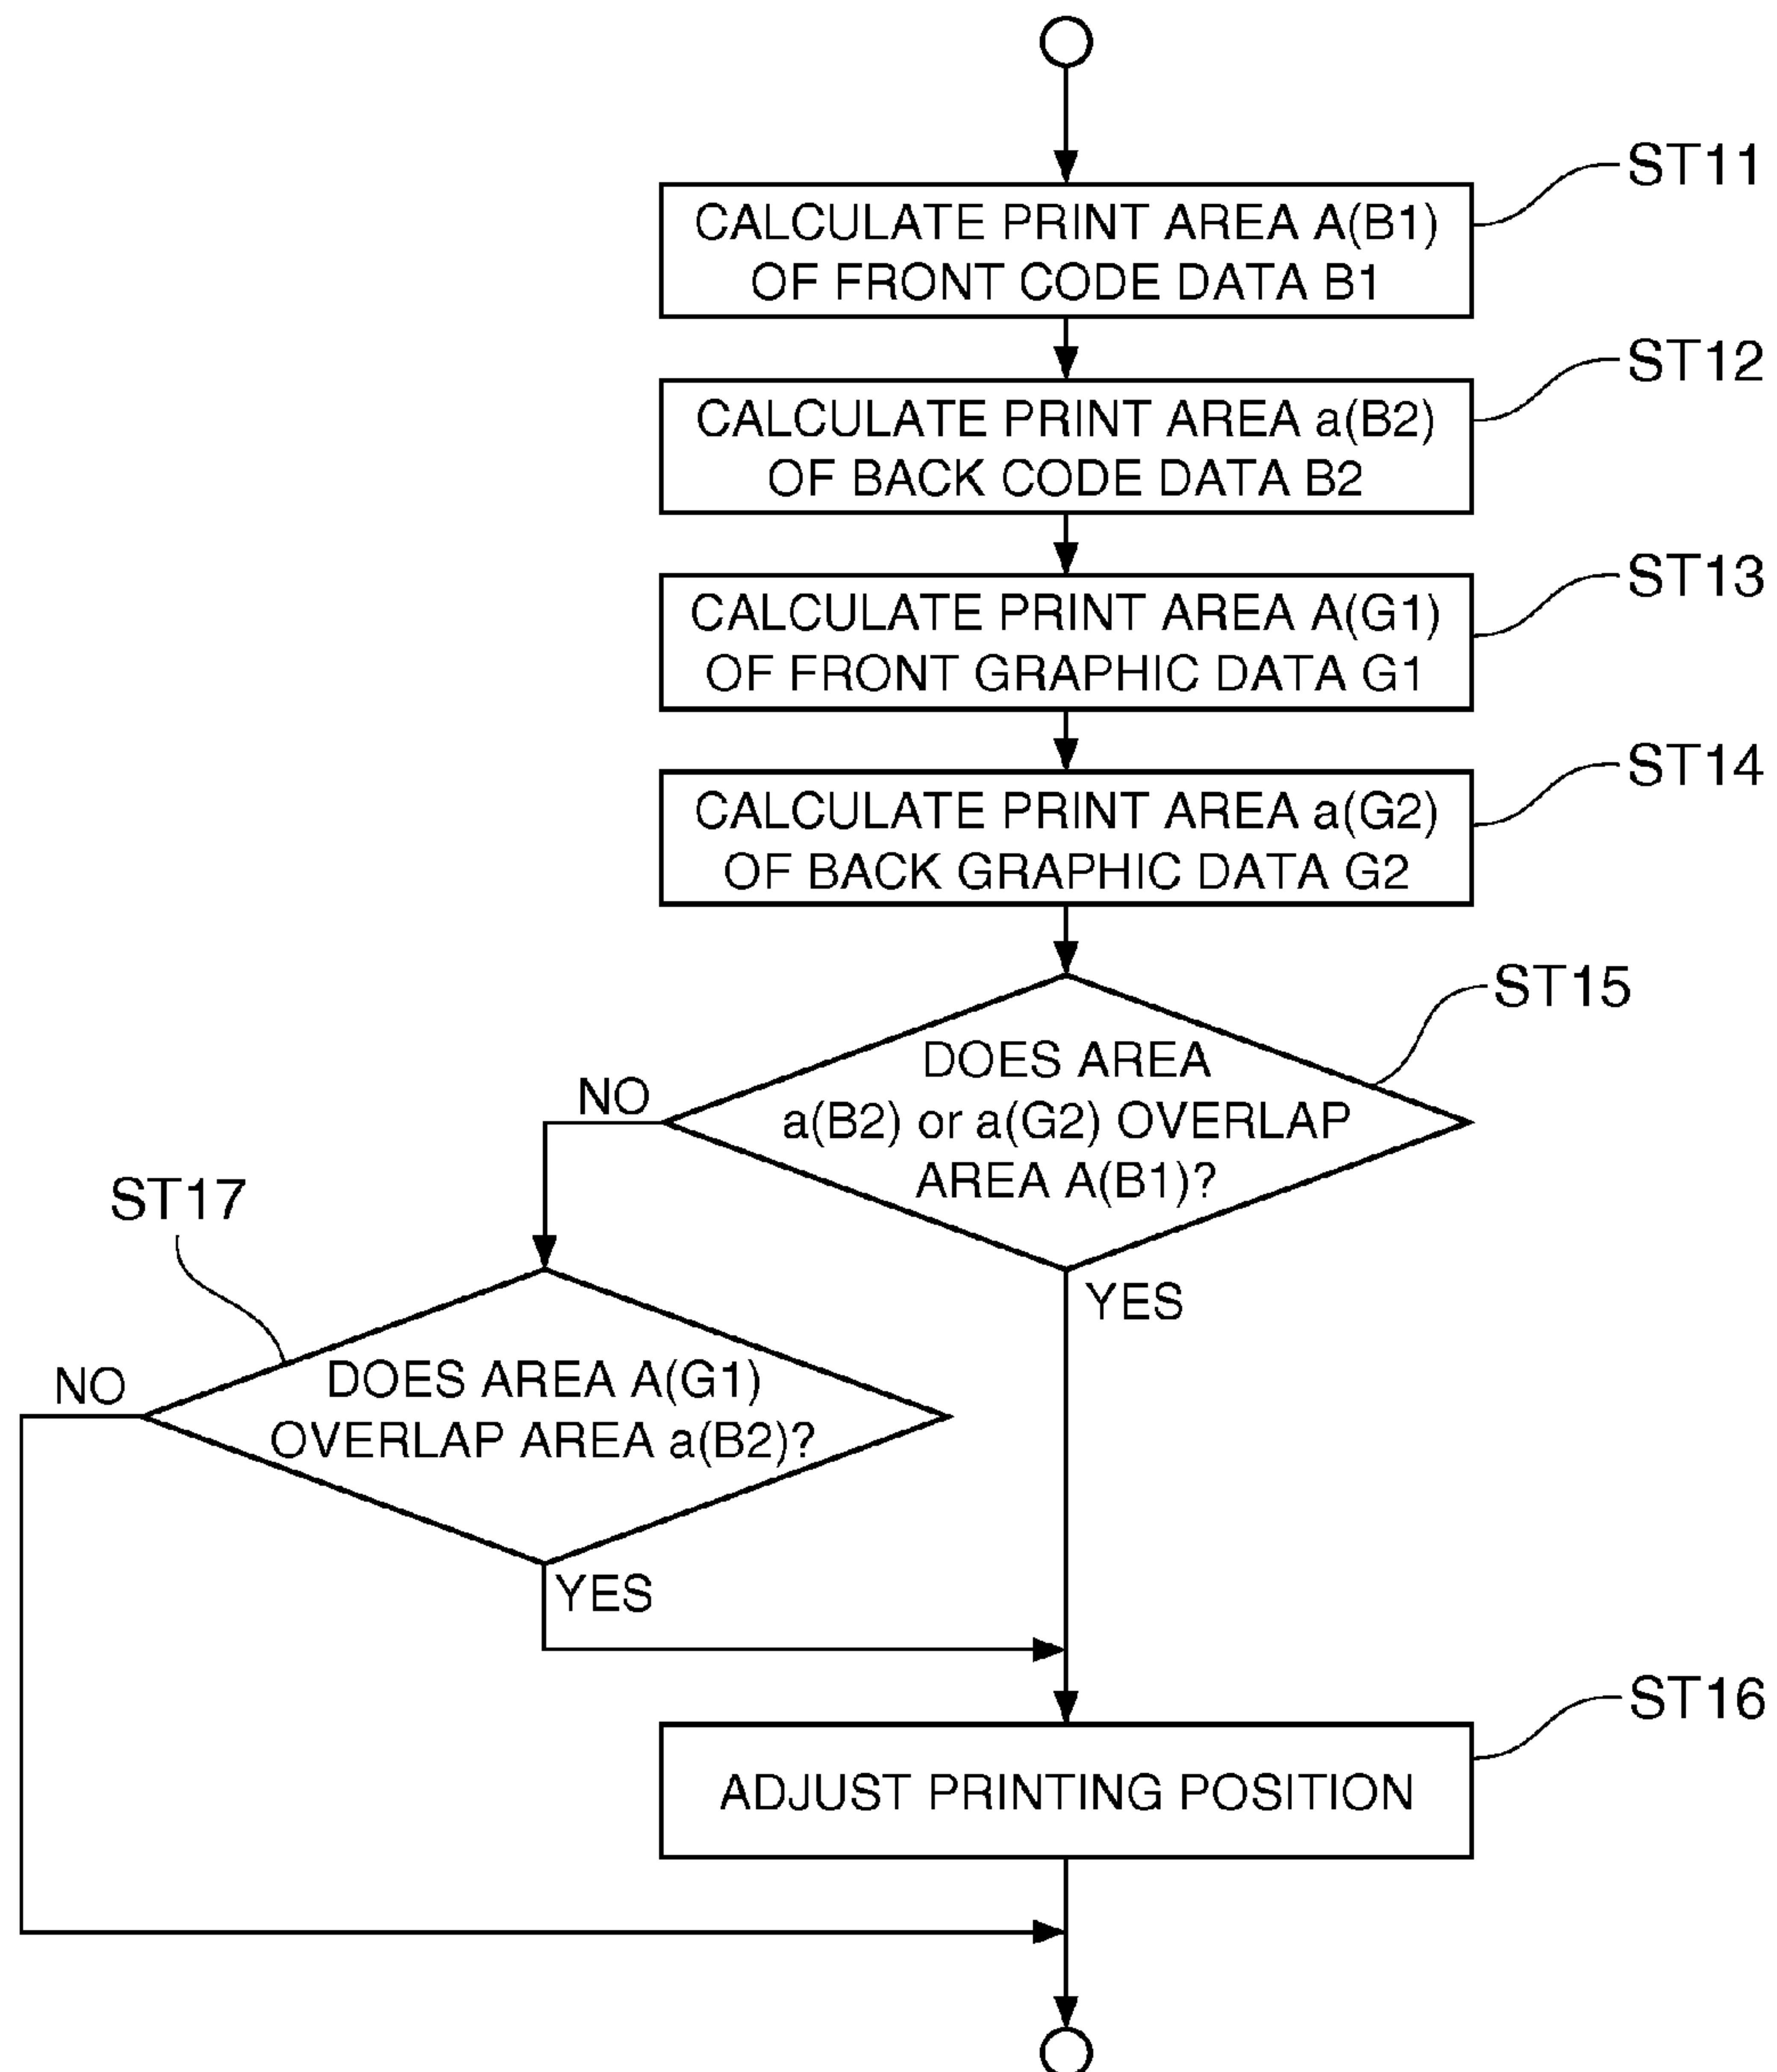 ST11
CALCULATE PRINT AREA A(B1)
OF FRONT CODE DATA B1
ST12
CALCULATE PRINT AREA a(B2)
OF BACK CODE DATA B2
ST13
CALCULATE PRINT AREA A(G1)
OF FRONT GRAPHIC DATA G1
ST14
CALCULATE PRINT AREA a(G2)
OF BACK GRAPHIC DATA G2
ST15
DOES AREA
a(B2) or a(G2) OVERLAP
AREA A(B1)?
NO
YES
ST17
DOES AREA A(G1)
OVERLAP AREA a(B2)?
NO
YES
ST16
ADJUST PRINTING POSITION